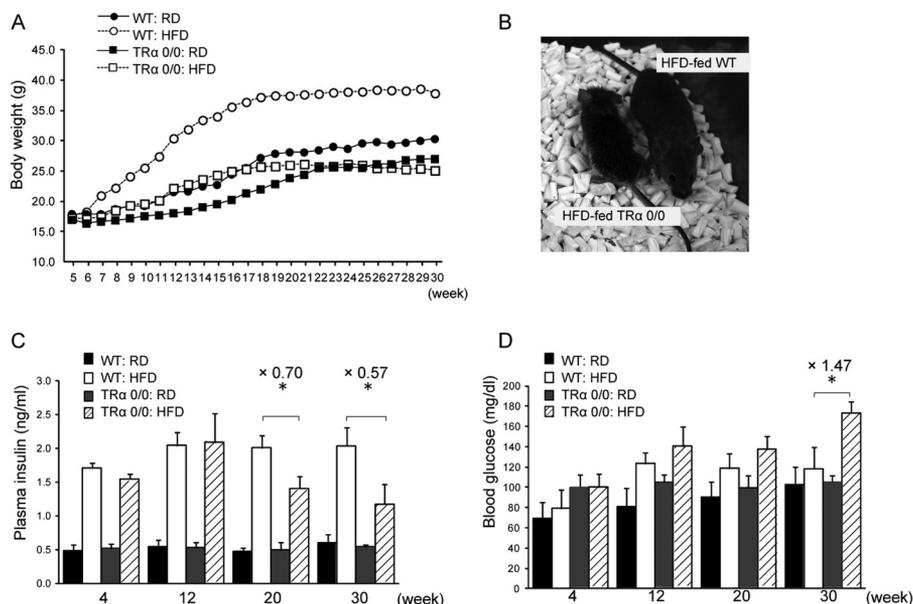 A
WT: RD
WT: HFD
TRα 0/0: RD
TRα 0/0: HFD
Body weight (g)
45.0
40.0
35.0
30.0
25.0
20.0
15.0
10.0
5 6 7 8 9 10 11 12 13 14 15 16 17 18 19 20 21 22 23 24 25 26 27 28 29 30
(week)
B
HFD-fed WT
HFD-fed TRα 0/0
C
WT: RD
WT: HFD
TRα 0/0: RD
TRα 0/0: HFD
× 0.70
*
× 0.57
*
Plasma insulin (ng/ml)
3.0
2.5
2.0
1.5
1.0
0.5
0.0
4 12 20 30 (week)
D
WT: RD
WT: HFD
TRα 0/0: RD
TRα 0/0: HFD
× 1.47
*
Blood glucose (mg/dl)
200
180
160
140
120
100
80
60
40
20
0
4 12 20 30 (week)